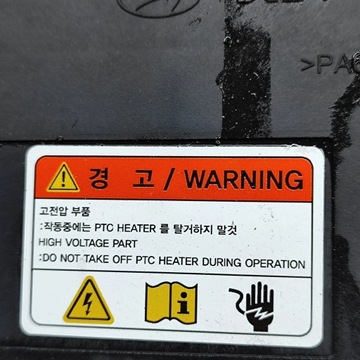 >PA
경 고 / WARNING
고전압 부품
:작동중에는 PTC HEATER 를 탈거하지 말것
HIGH VOLTAGE PART
:DO NOT TAKE OFF PTC HEATER DURING OPERATION